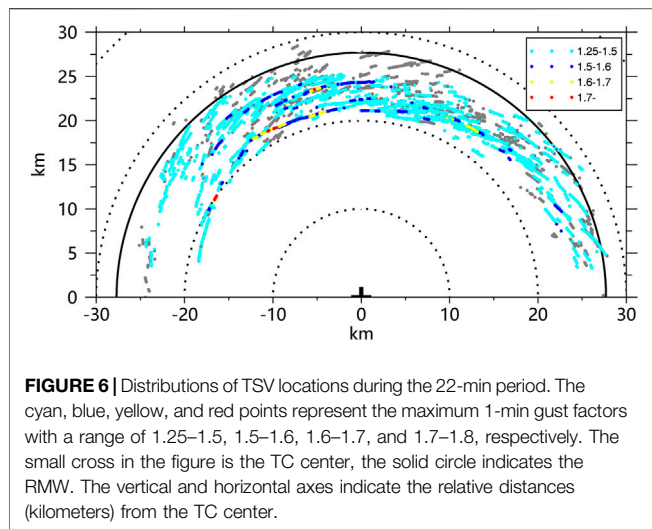 30
25
20
15
10
5
0
km
-30 -20 -10 0 10 20 30
km
1.25-1.5
1.5-1.6
1.6-1.7
1.7-
FIGURE 6 | Distributions of TSV locations during the 22-min period. The
cyan, blue, yellow, and red points represent the maximum 1-min gust factors
with a range of 1.25–1.5, 1.5–1.6, 1.6–1.7, and 1.7–1.8, respectively. The
small cross in the figure is the TC center, the solid circle indicates the
RMW. The vertical and horizontal axes indicate the relative distances
(kilometers) from the TC center.